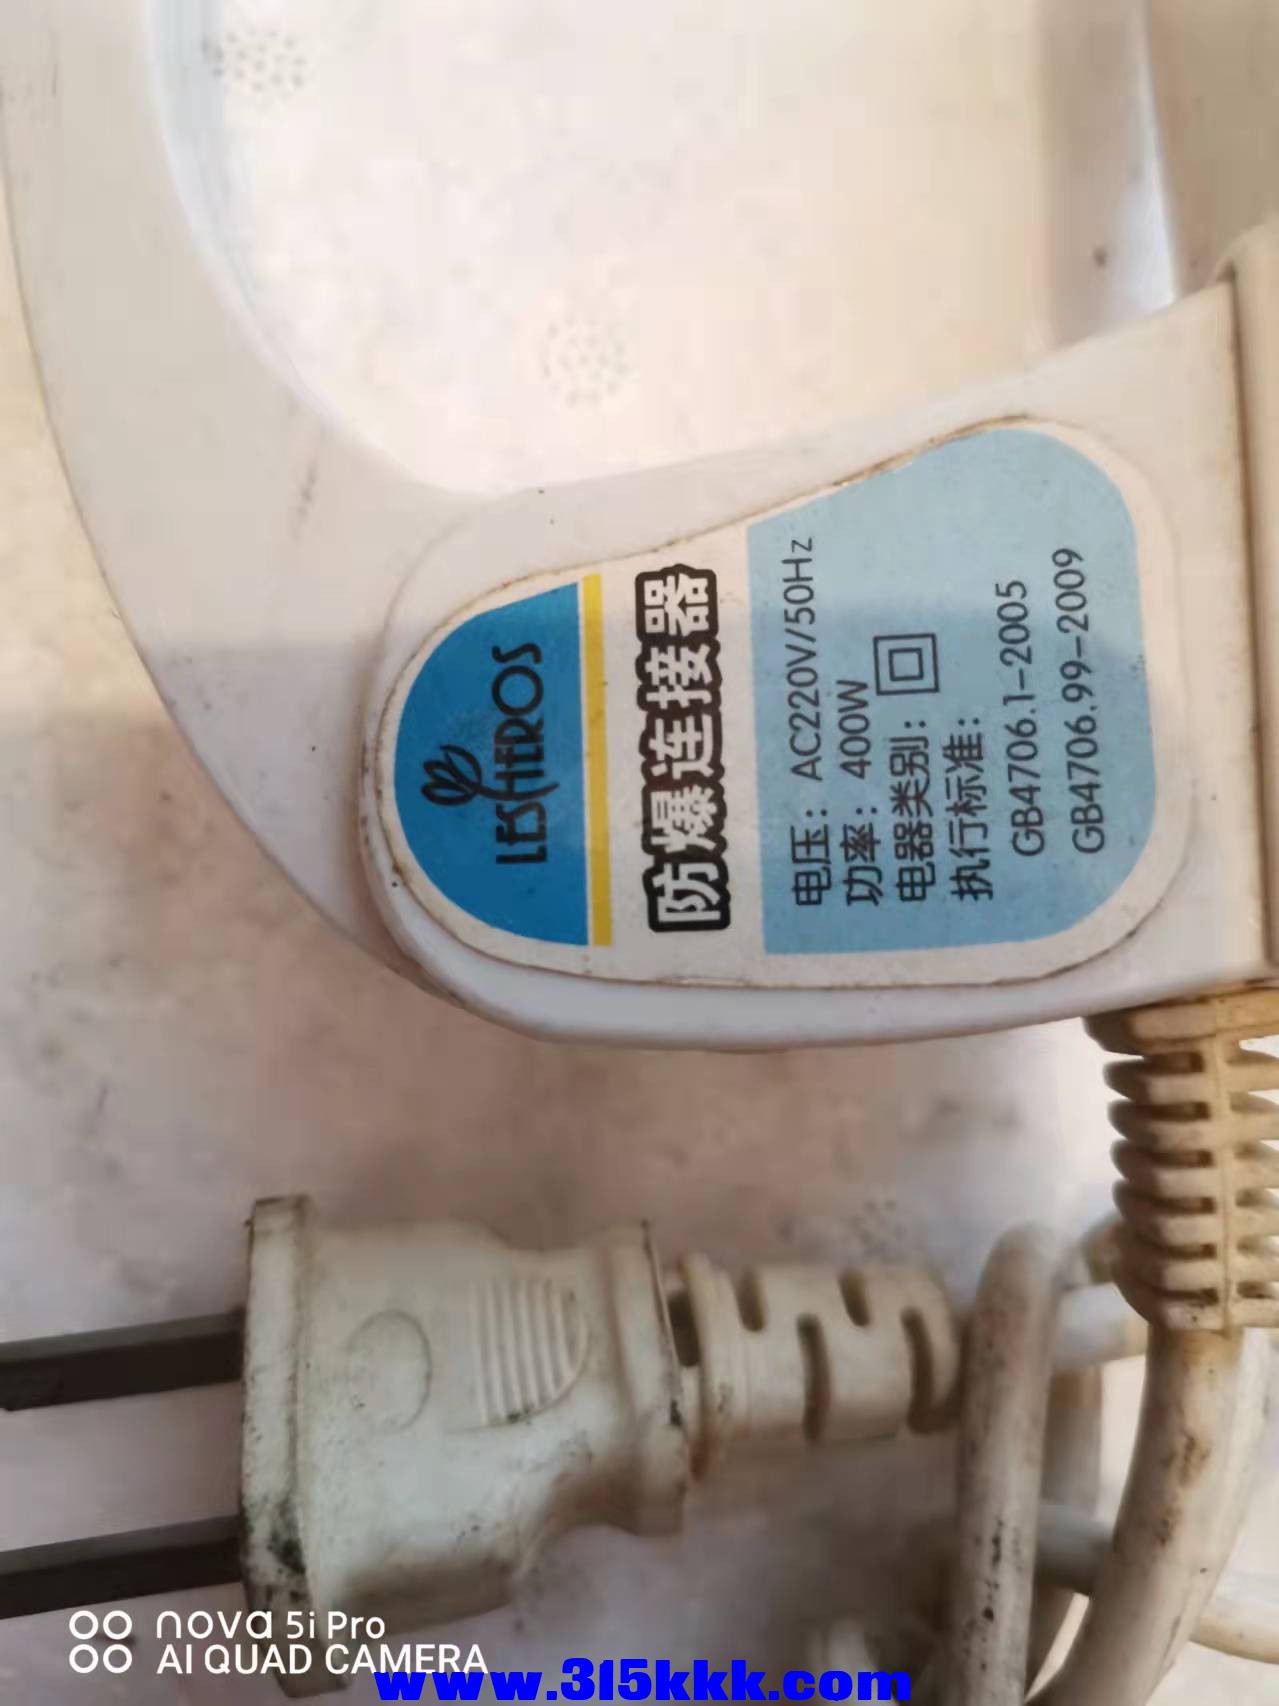 LESHEROS
防爆连接器
电压：AC220V/50Hz
功率：400W
电器类别：
执行标准：
GB4706.1-2005
GB4706.99-2009
nova 5i Pro
AI QUAD CAMERA
www.315kkk.com